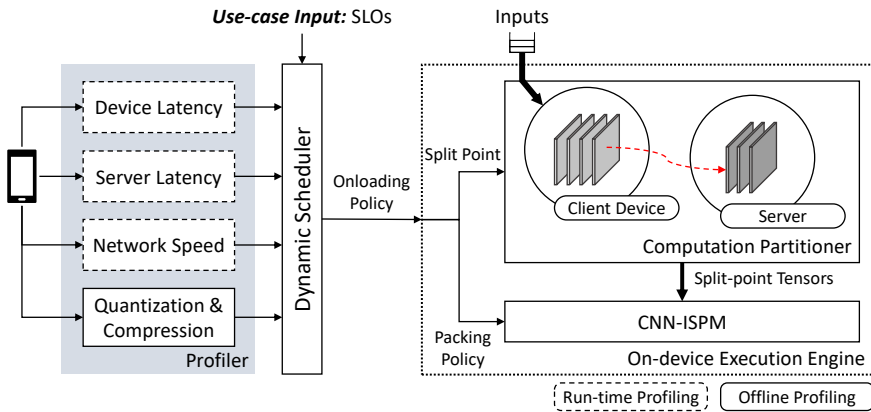 Use-case Input: SLOs
Inputs
Device Latency
Server Latency
Network Speed
Quantization &
Compression
Profiler
Dynamic Scheduler
Onloading
Policy
Split Point
Packing
Policy
Client Device
Server
Computation Partitioner
Split-point Tensors
CNN-ISPM
On-device Execution Engine
Run-time Profiling
Offline Profiling